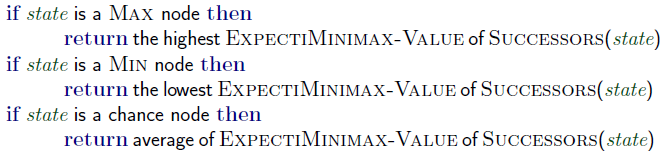 if state is a MAX node then
return the highest EXPECTIMINIMAX-VALUE of SUCCESSORS(state)
if state is a MIN node then
return the lowest EXPECTIMINIMAX-VALUE of SUCCESSORS(state)
if state is a chance node then
return average of EXPECTIMINIMAX-VALUE of SUCCESSORS(state)